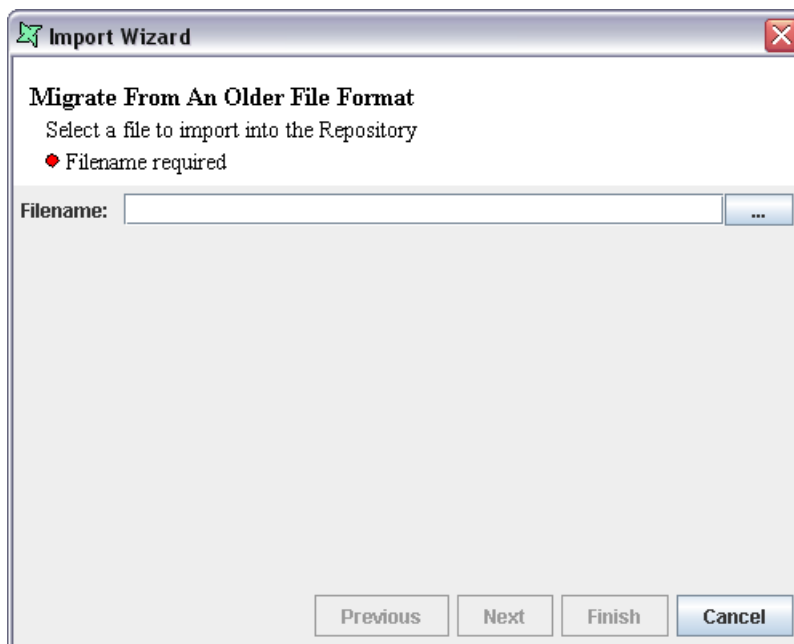 Import Wizard
Migrate From An Older File Format
Select a file to import into the Repository
Filename required
Filename: ...
Previous Next Finish Cancel